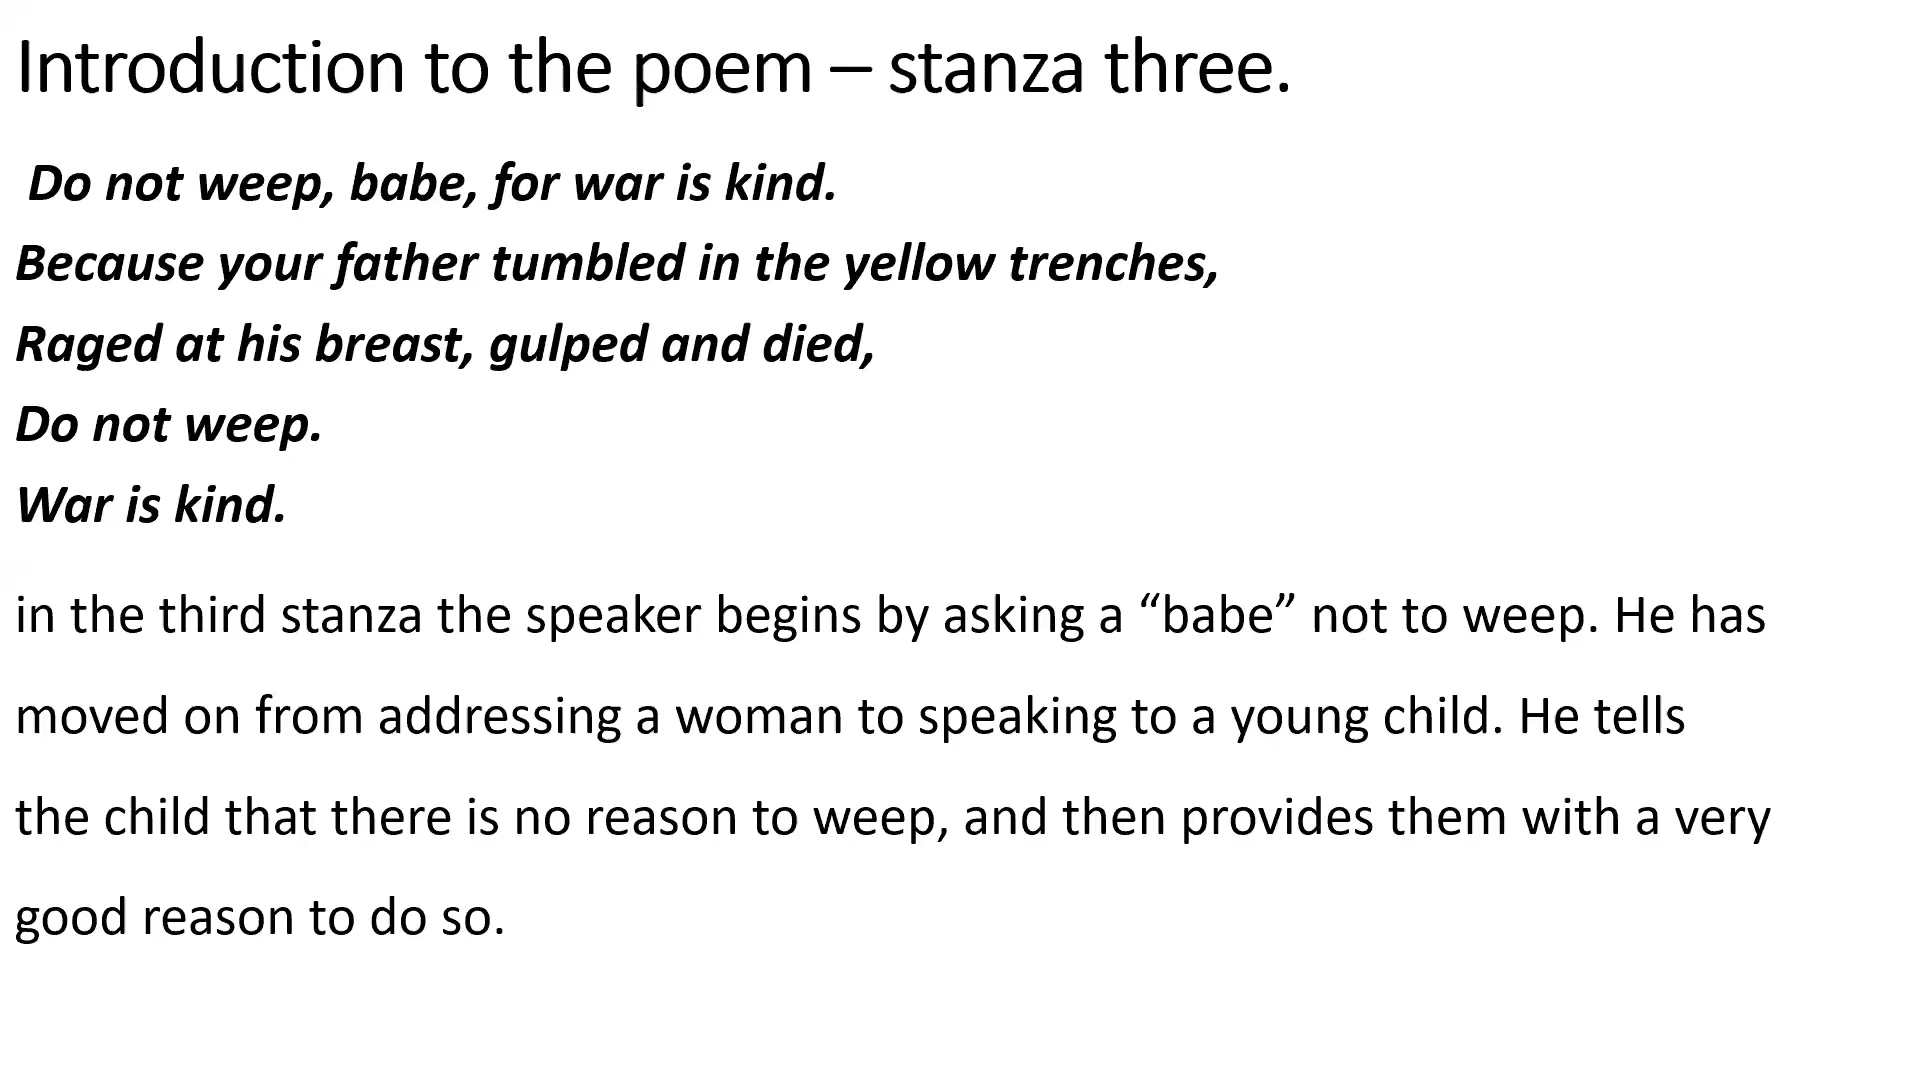 Introduction to the poem – stanza three.
Do not weep, babe, for war is kind.
Because your father tumbled in the yellow trenches,
Raged at his breast, gulped and died,
Do not weep.
War is kind.
in the third stanza the speaker begins by asking a “babe” not to weep. He has
moved on from addressing a woman to speaking to a young child. He tells
the child that there is no reason to weep, and then provides them with a very
good reason to do so.